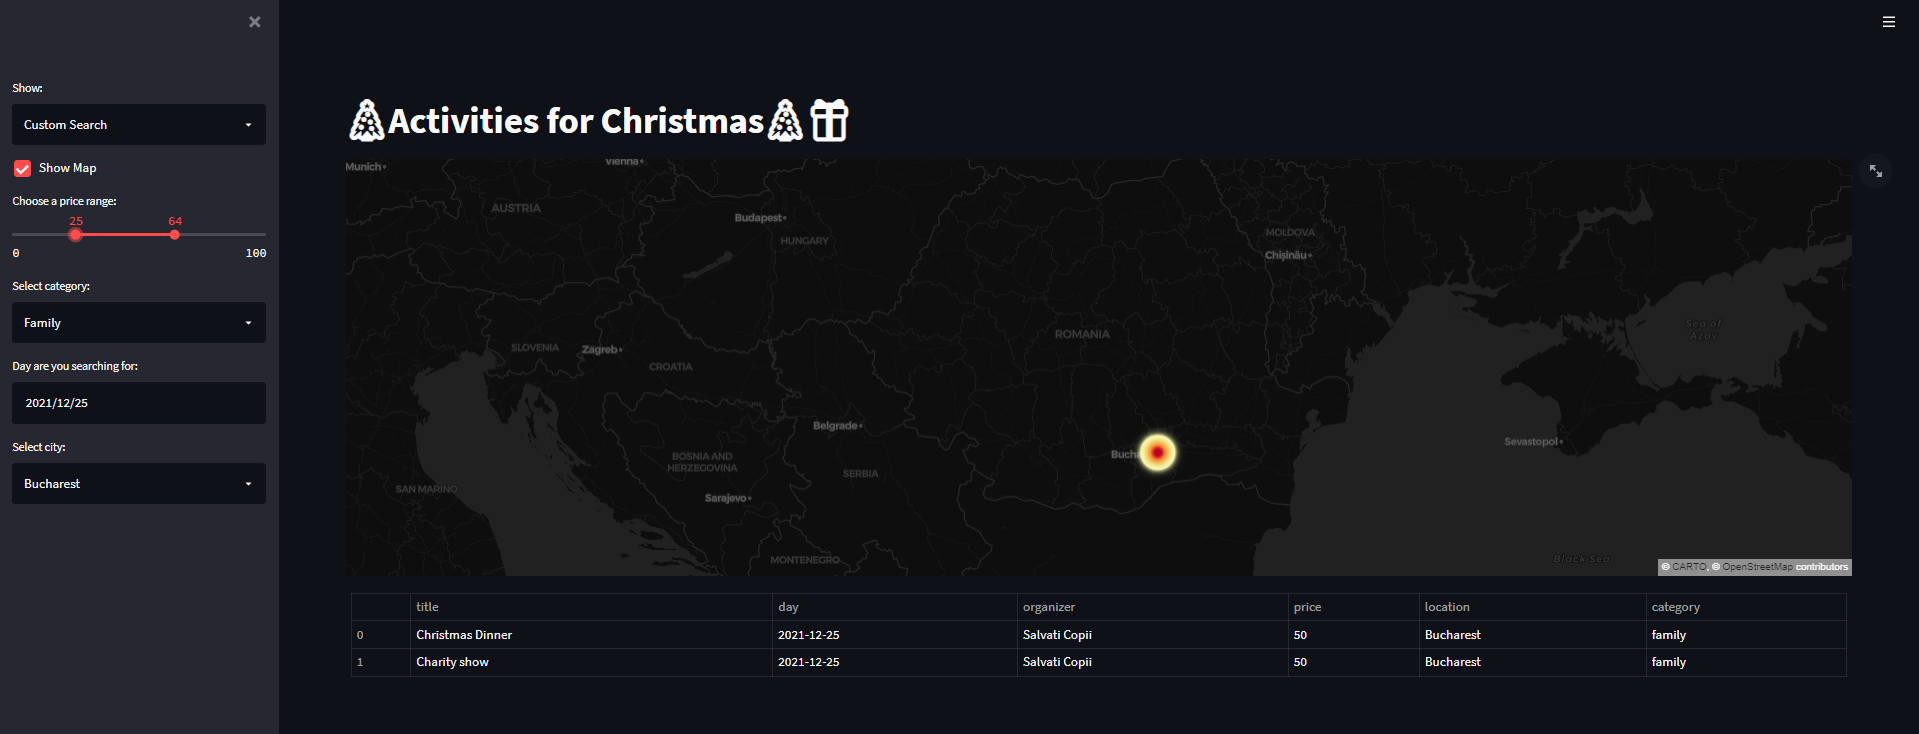 Show:
Custom Search
Show Map
Choose a price range:
25 64
0 100
Select category:
Family
Day are you searching for:
2021/12/25
Select city:
Bucharest
Activities for Christmas
Munich
Vienna
AUSTRIA
Budapest
HUNGARY
MOLDOVA
Chișinău
ROMANIA
Sea of
Azov
SLOVENIA
Zagreb
CROATIA
Belgrade
Bucha
Sevastopol
BOSNIA AND
HERZEGOVINA
SERBIA
SAN MARINO
Sarajevo
MONTENEGRO
Black Sea
© CARTO, © OpenStreetMap contributors
title day organizer price location category
0 Christmas Dinner 2021-12-25 Salvati Copii 50 Bucharest family
1 Charity show 2021-12-25 Salvati Copii 50 Bucharest family